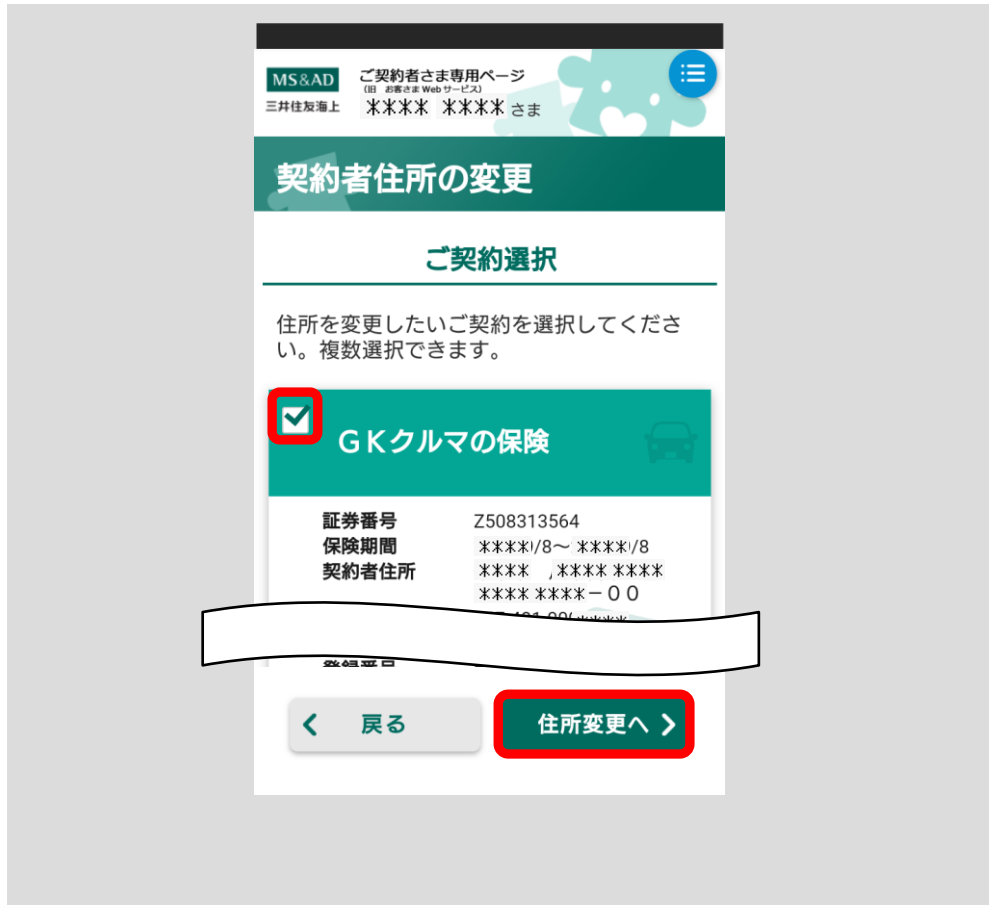 MS&AD
三井住友海上
ご契約者さま専用ページ
(旧 お客さま Web サービス)
**** **** さま
契約者住所の変更
ご契約選択
住所を変更したいご契約を選択してくださ
い。複数選択できます。
GKクルマの保険
証券番号 Z508313564
保険期間 ****/8～ ****/8
契約者住所 **** , **** ****
**** ****－００
登録番号
戻る
住所変更へ